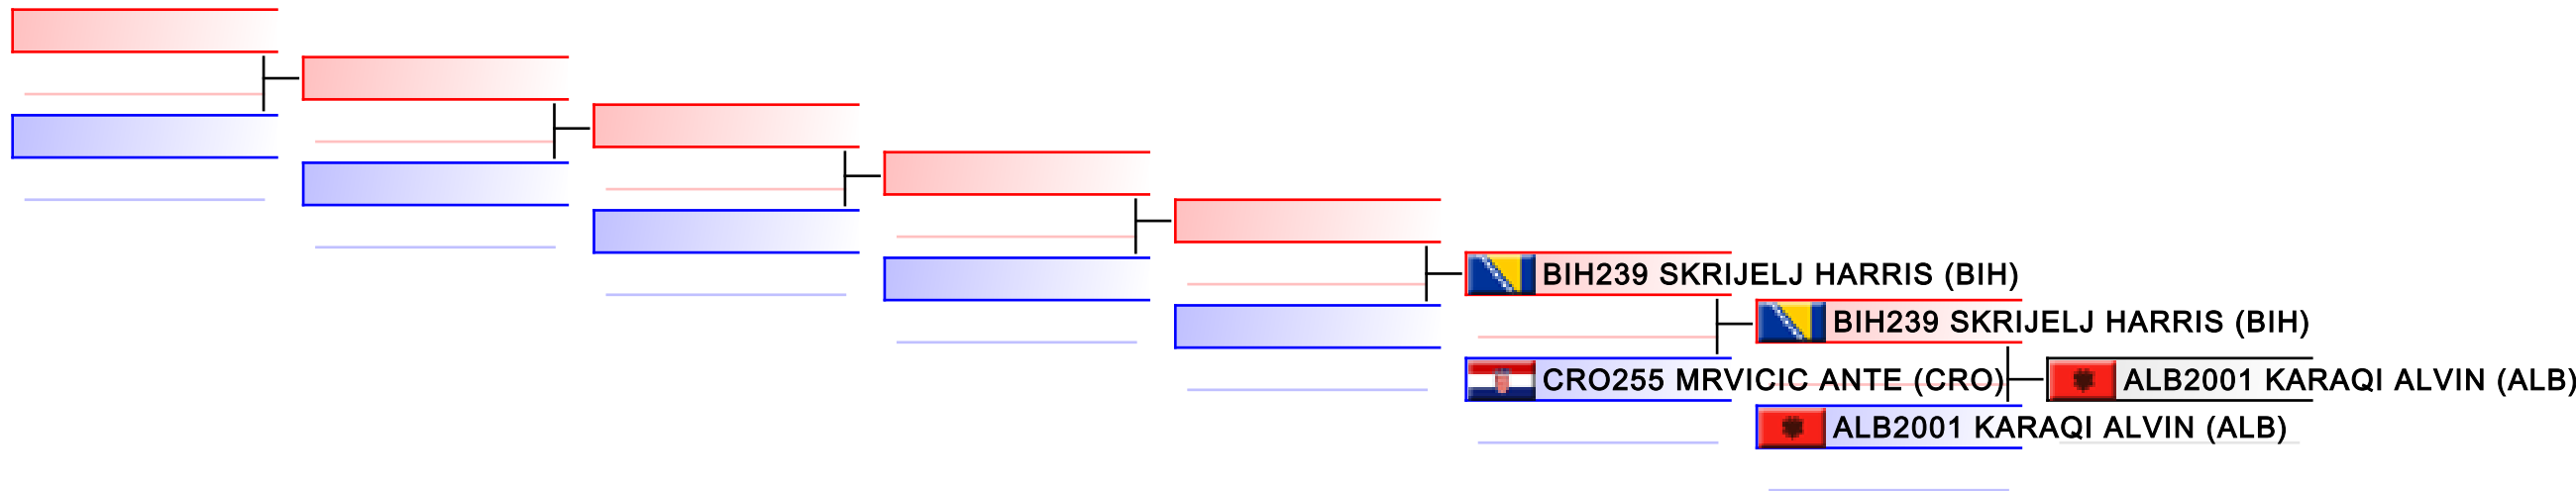 BIH239 SKRIJELJ HARRIS (BIH)
BIH239 SKRIJELJ HARRIS (BIH)
CRO255 MRVICIC ANTE (CRO)
ALB2001 KARAQI ALVIN (ALB)
ALB2001 KARAQI ALVIN (ALB)